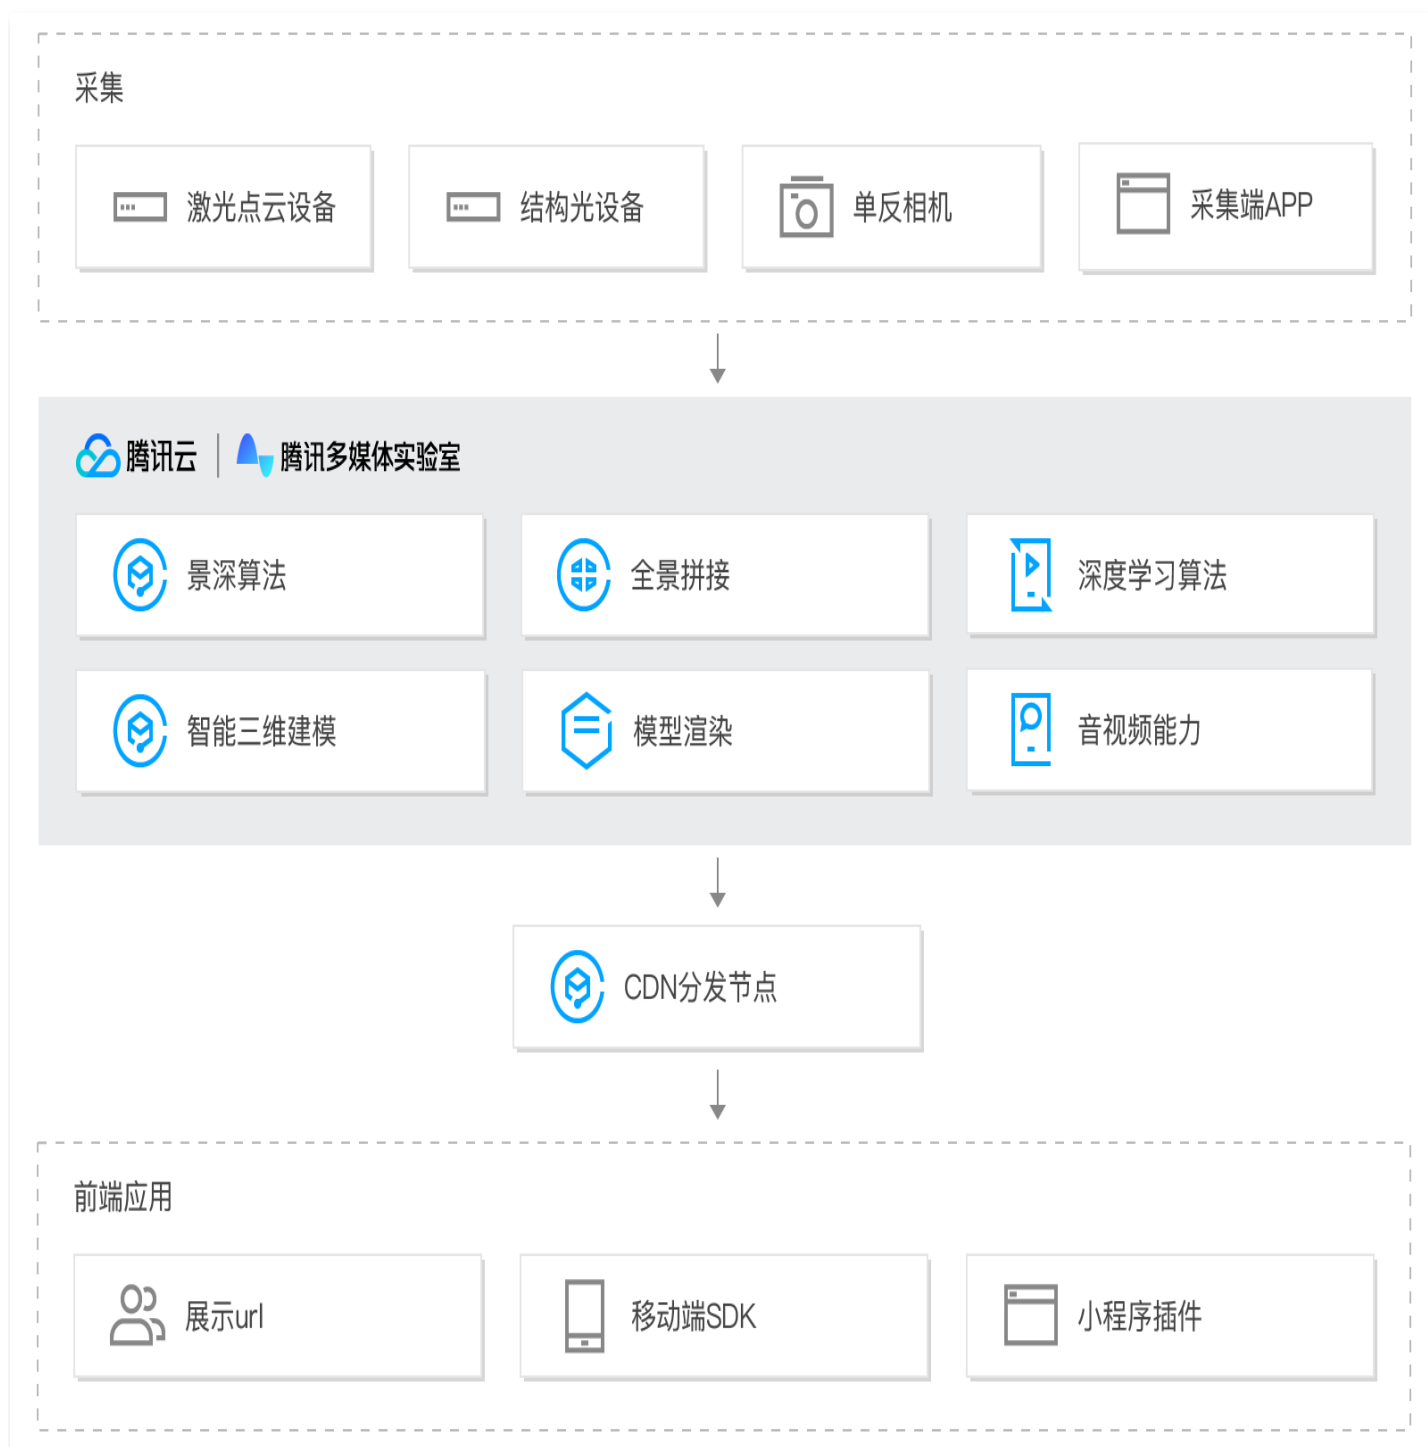 采集
激光点云设备
结构光设备
单反相机
采集端APP
腾讯云 | 腾讯多媒体实验室
景深算法
全景拼接
深度学习算法
智能三维建模
模型渲染
音视频能力
CDN分发节点
前端应用
展示url
移动端SDK
小程序插件